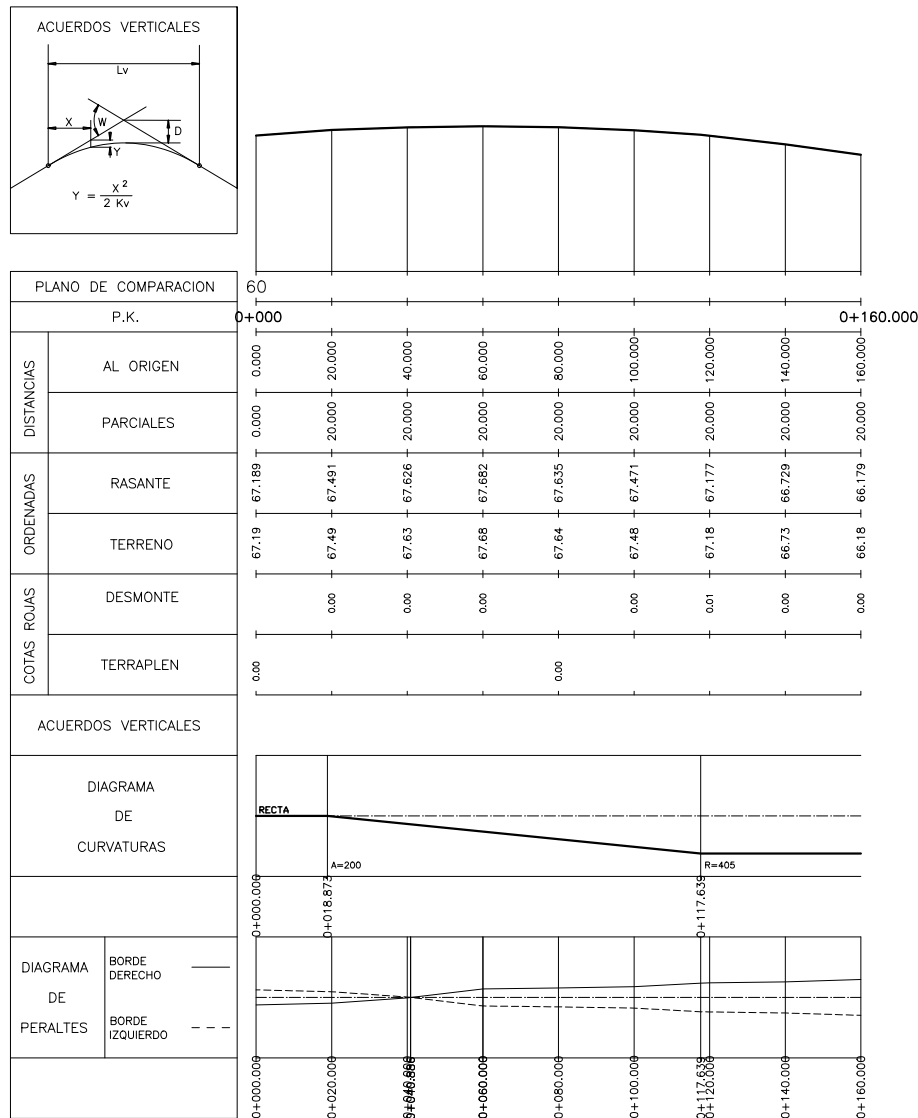 ACUERDOS VERTICALES
Lv
X
W
D
Y
Y = X² / 2 Kv
PLANO DE COMPARACION 60
P.K. 0+000 0+160.000
DISTANCIAS
AL ORIGEN 0.000 20.000 40.000 60.000 80.000 100.000 120.000 140.000 160.000
PARCIALES 0.000 20.000 20.000 20.000 20.000 20.000 20.000 20.000 20.000
ORDENADAS
RASANTE 67.189 67.491 67.626 67.682 67.635 67.471 67.177 66.729 66.179
TERRENO 67.19 67.49 67.63 67.68 67.64 67.48 67.18 66.73 66.18
COTAS ROJAS
DESMONTE 0.00 0.00 0.00 0.00 0.01 0.00 0.00
TERRAPLEN 0.00 0.00
ACUERDOS VERTICALES
DIAGRAMA
DE
CURVATURAS
RECTA
A=200
R=405
0+000.000 0+018.873 0+117.639
DIAGRAMA
DE
PERALTES
BORDE
DERECHO
BORDE
IZQUIERDO
0+000.000 0+020.000 0+060.000 0+080.000 0+100.000 0+117.639 0+120.000 0+140.000 0+160.000